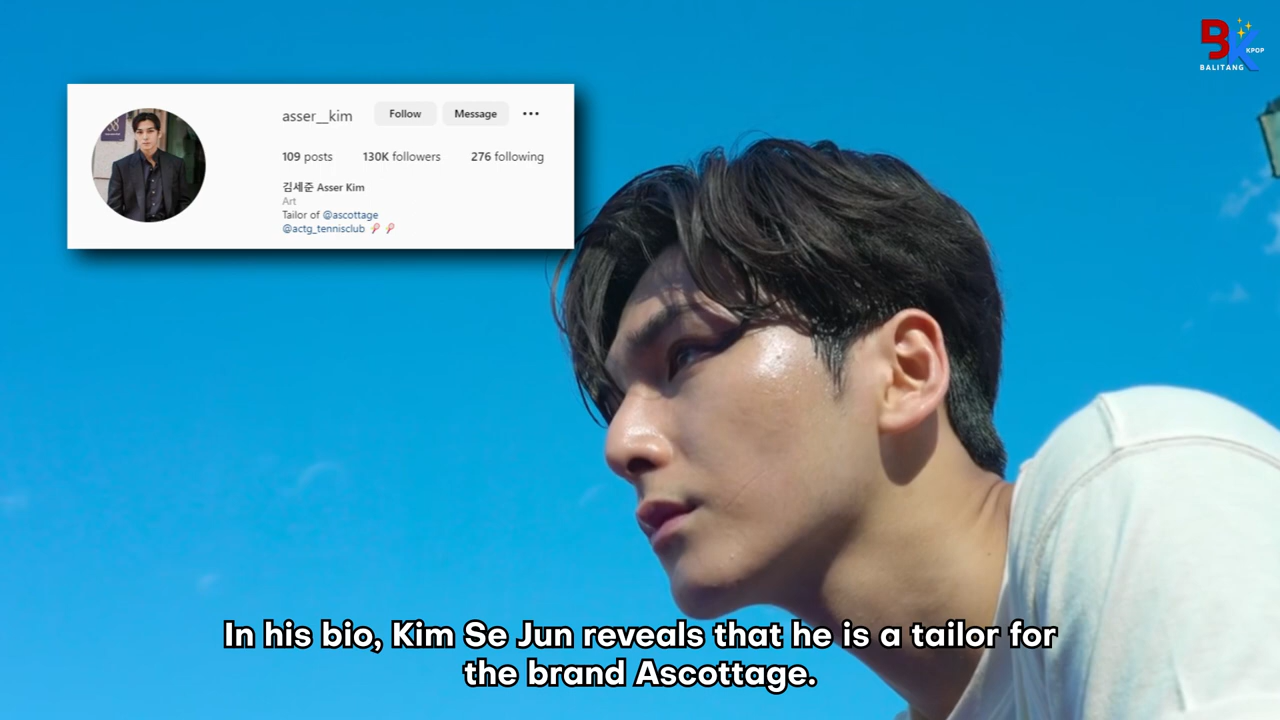 BK
KPOP
BALITANG
asser__kim Follow Message
109 posts 130K followers 276 following
김세준 Asser Kim
Art
Tailor of @ascottage
@actg_tennisclub
In his bio, Kim Se Jun reveals that he is a tailor for
the brand Ascottage.